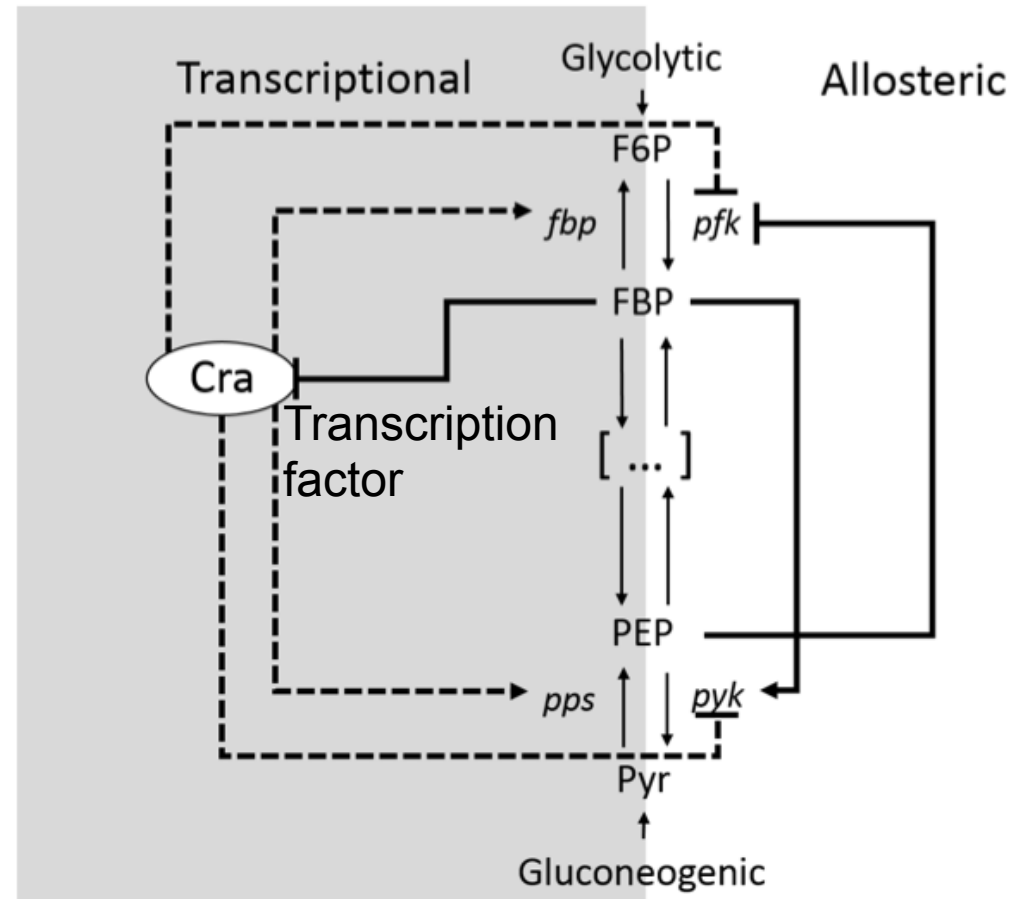 Glycolytic
Transcriptional
Allosteric
F6P
fbp
pfk
FBP
Cra
Transcription
factor
[ ... ]
PEP
pps
pyk
Pyr
Gluconeogenic